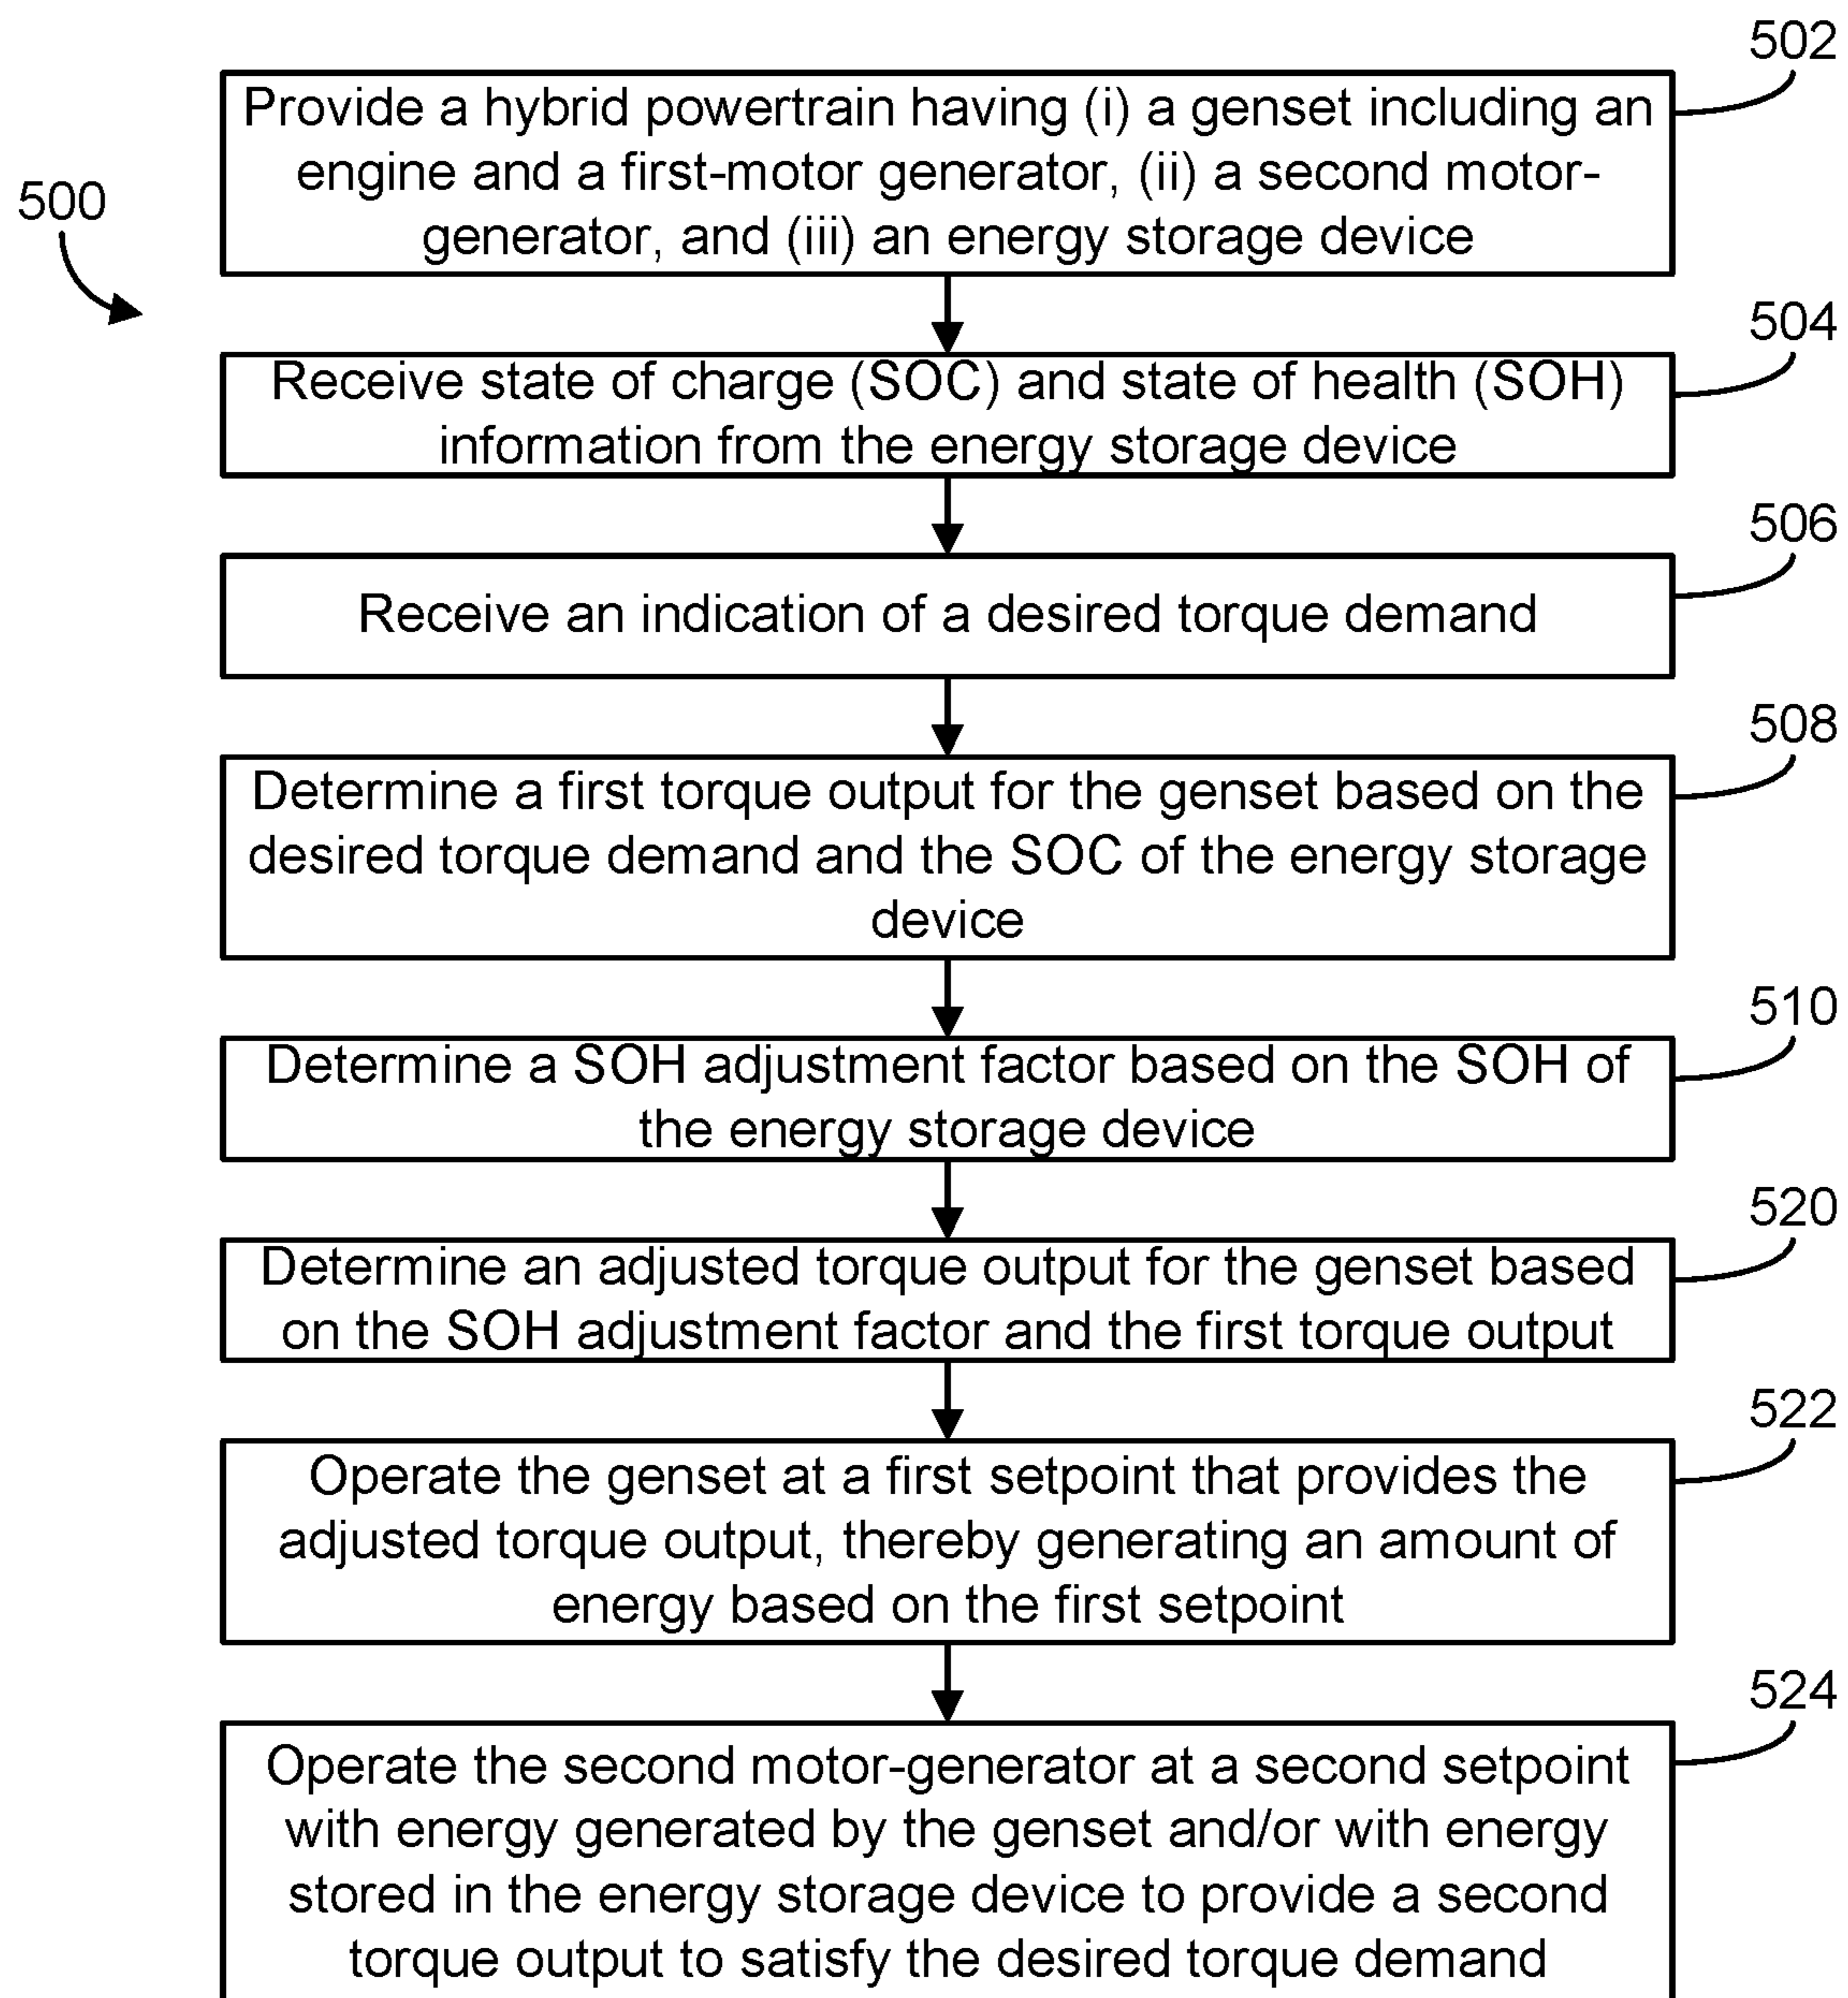 502
Provide a hybrid powertrain having (i) a genset including an
engine and a first-motor generator, (ii) a second motor-
generator, and (iii) an energy storage device
500
504
Receive state of charge (SOC) and state of health (SOH)
information from the energy storage device
506
Receive an indication of a desired torque demand
508
Determine a first torque output for the genset based on the
desired torque demand and the SOC of the energy storage
device
510
Determine a SOH adjustment factor based on the SOH of
the energy storage device
520
Determine an adjusted torque output for the genset based
on the SOH adjustment factor and the first torque output
522
Operate the genset at a first setpoint that provides the
adjusted torque output, thereby generating an amount of
energy based on the first setpoint
524
Operate the second motor-generator at a second setpoint
with energy generated by the genset and/or with energy
stored in the energy storage device to provide a second
torque output to satisfy the desired torque demand